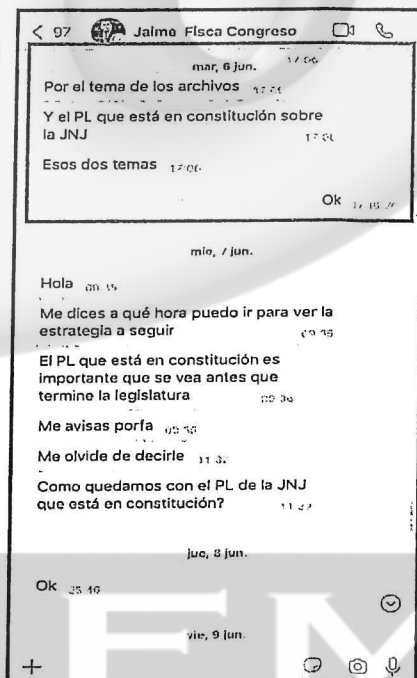 97 Jaime Fisca Congreso
mar, 6 jun.
Por el tema de los archivos
Y el PL que está en constitución sobre
la JNJ
Esos dos temas 17:06
Ok
mie, 7 jun.
Hola
Me dices a qué hora puedo ir para ver la
estrategia a seguir
El PL que está en constitución es
importante que se vea antes que
termine la legislatura
Me avisas porfa
Me olvide de decirle
Como quedamos con el PL de la JNJ
que está en constitución?
jue, 8 jun.
Ok
vie, 9 jun.